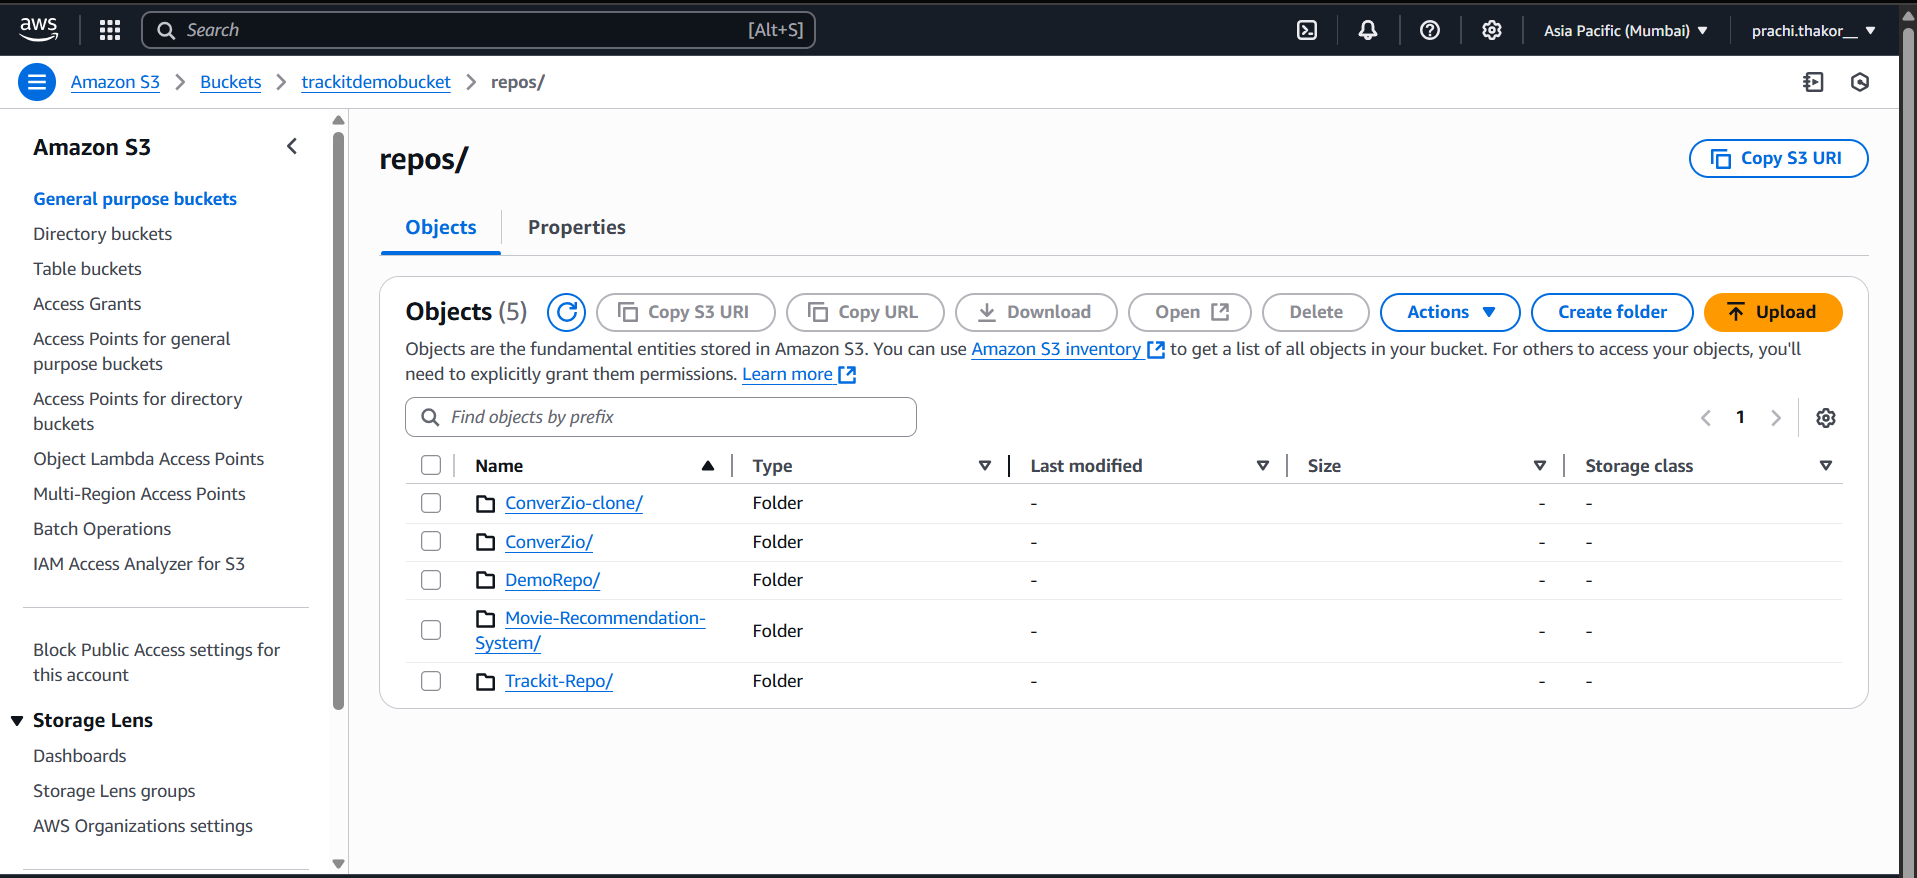 aws
Search [Alt+S]
Asia Pacific (Mumbai) prachi.thakor__
Amazon S3 Buckets trackitdemobucket repos/
Amazon S3
General purpose buckets
Directory buckets
Table buckets
Access Grants
Access Points for general
purpose buckets
Access Points for directory
buckets
Object Lambda Access Points
Multi-Region Access Points
Batch Operations
IAM Access Analyzer for S3
Block Public Access settings for
this account
Storage Lens
Dashboards
Storage Lens groups
AWS Organizations settings
repos/
Copy S3 URI
Objects Properties
Objects (5) Copy S3 URI Copy URL Download Open Delete Actions Create folder Upload
Objects are the fundamental entities stored in Amazon S3. You can use Amazon S3 inventory to get a list of all objects in your bucket. For others to access your objects, you'll
need to explicitly grant them permissions. Learn more
Find objects by prefix
1
Name Type Last modified Size Storage class
ConverZio-clone/ Folder - - -
ConverZio/ Folder - - -
DemoRepo/ Folder - - -
Movie-Recommendation-
System/ Folder - - -
Trackit-Repo/ Folder - - -